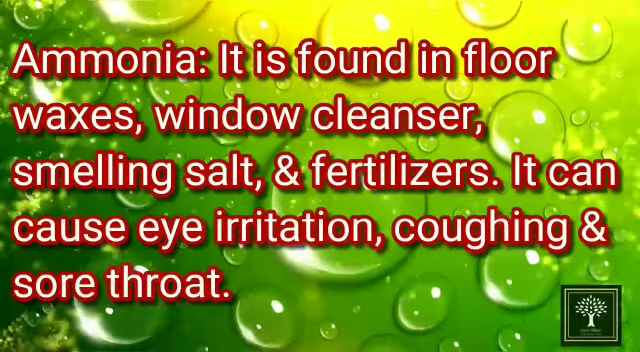 Ammonia: It is found in floor
waxes, window cleanser,
smelling salt, & fertilizers. It can
cause eye irritation, coughing &
sore throat.